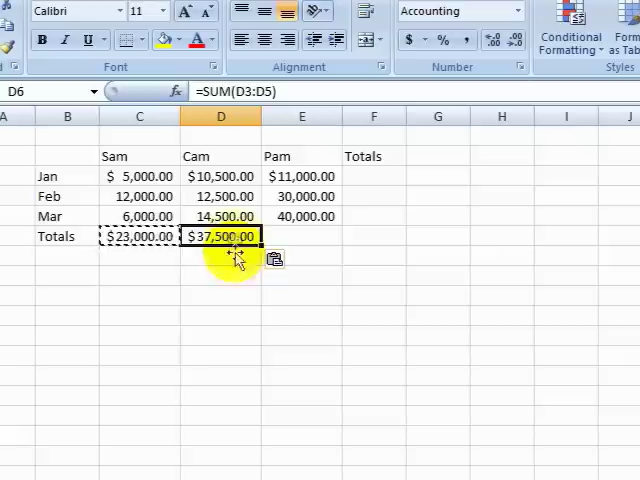 Calibri 11 A A Accounting
B I U A $ % , .00 .00 Conditional Formatting
Font Alignment Number Styles
D6 fx =SUM(D3:D5)
A B C D E F G H I J
Sam Cam Pam Totals
Jan $ 5,000.00 $10,500.00 $11,000.00
Feb 12,000.00 12,500.00 30,000.00
Mar 6,000.00 14,500.00 40,000.00
Totals $23,000.00 $37,500.00